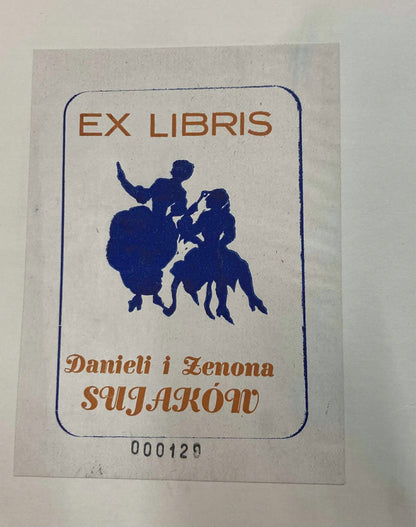 EX LIBRIS
Danieli i Zenona
SUJAKÓW
000129